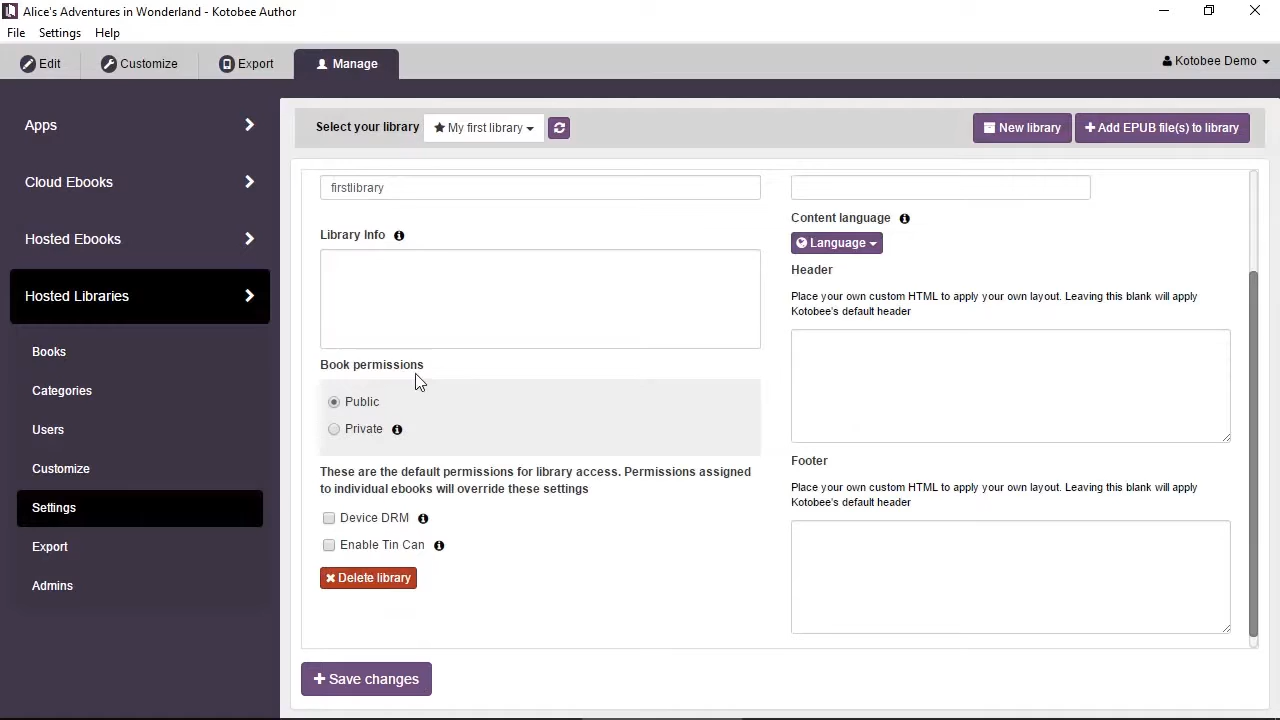 Alice's Adventures in Wonderland - Kotobee Author
File Settings Help
Edit Customize Export Manage Kotobee Demo
Apps
Cloud Ebooks
Hosted Ebooks
Hosted Libraries
Books
Categories
Users
Customize
Settings
Export
Admins
Select your library My first library New library Add EPUB file(s) to library
firstlibrary
Library Info
Book permissions
Public
Private
These are the default permissions for library access. Permissions assigned
to individual ebooks will override these settings
Device DRM
Enable Tin Can
Delete library
Content language
Language
Header
Place your own custom HTML to apply your own layout. Leaving this blank will apply
Kotobee's default header
Footer
Place your own custom HTML to apply your own layout. Leaving this blank will apply
Kotobee's default header
Save changes